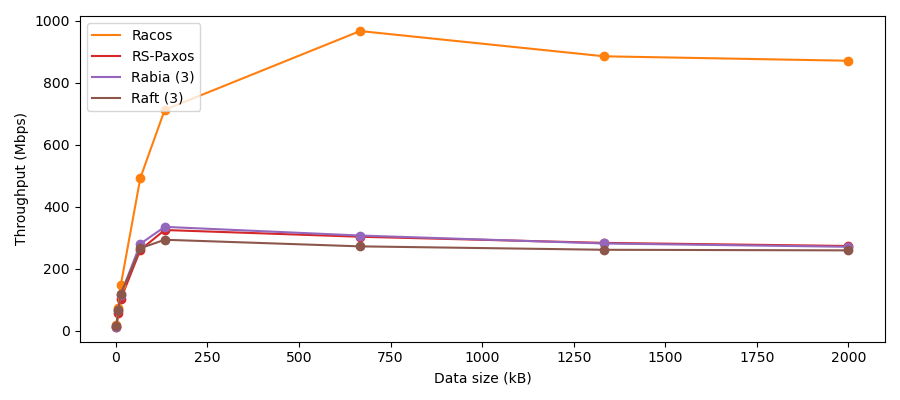 Racos
RS-Paxos
Rabia (3)
Raft (3)
1000
800
600
400
200
0
Throughput (Mbps)
0 250 500 750 1000 1250 1500 1750 2000
Data size (kB)